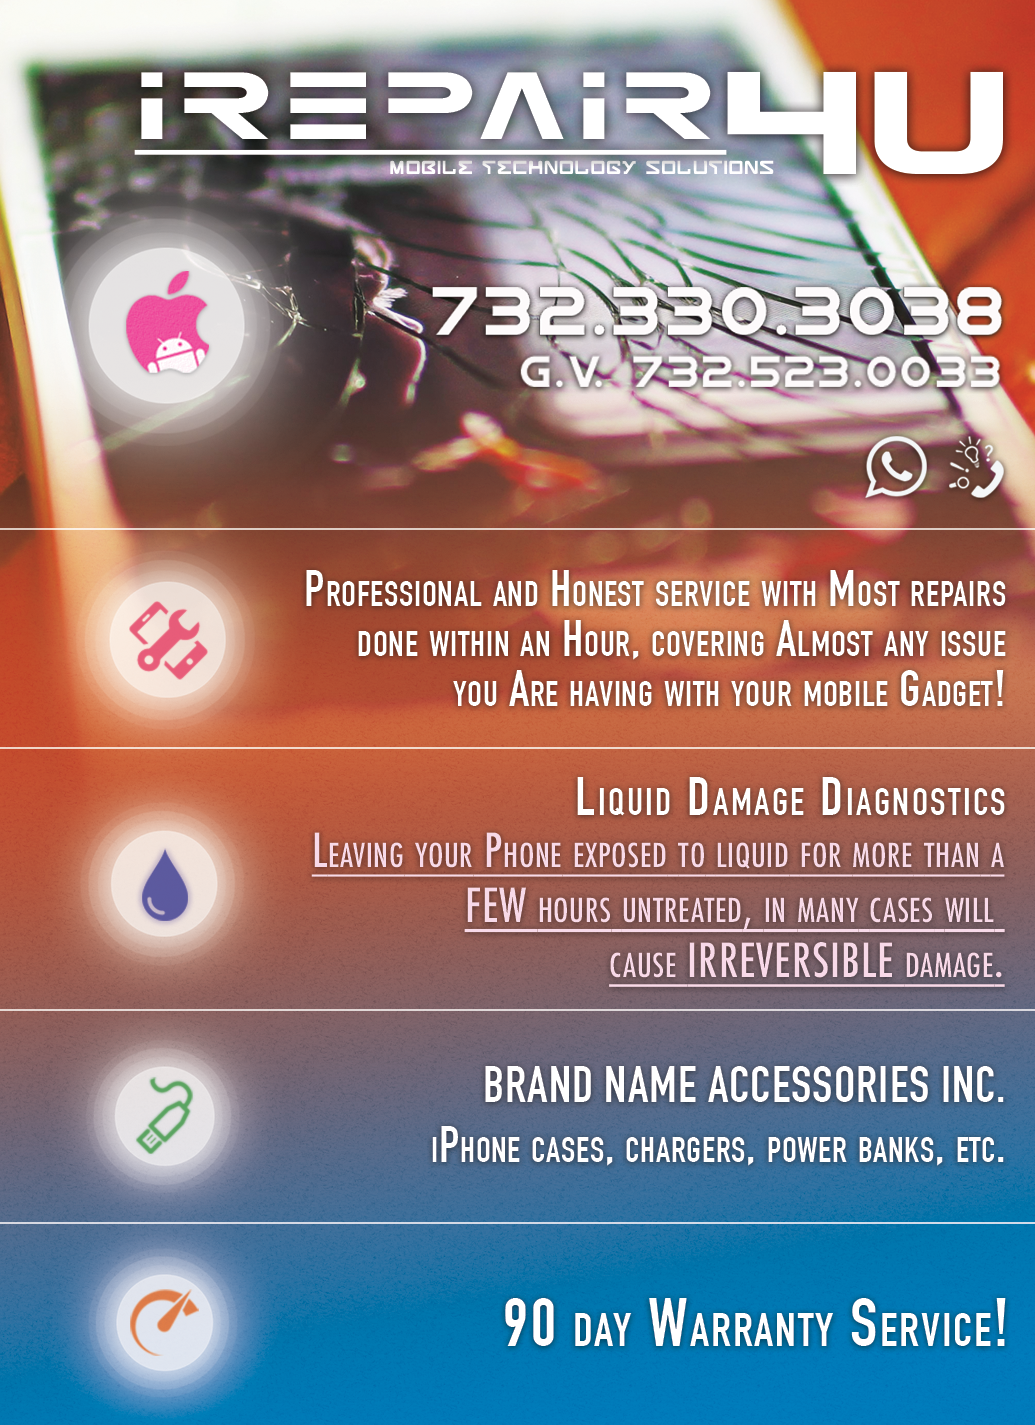 iREPAiR4U
MOBILE TECHNOLOGY SOLUTIONS
732.330.3038
G.V. 732.523.0033
Professional and Honest service with Most repairs
done within an Hour, covering Almost any issue
you Are having with your mobile Gadget!
Liquid Damage Diagnostics
Leaving your Phone exposed to liquid for more than a
FEW hours untreated, in many cases will
cause IRREVERSIBLE damage.
BRAND NAME ACCESSORIES INC.
iPhone cases, chargers, power banks, etc.
90 day Warranty Service!